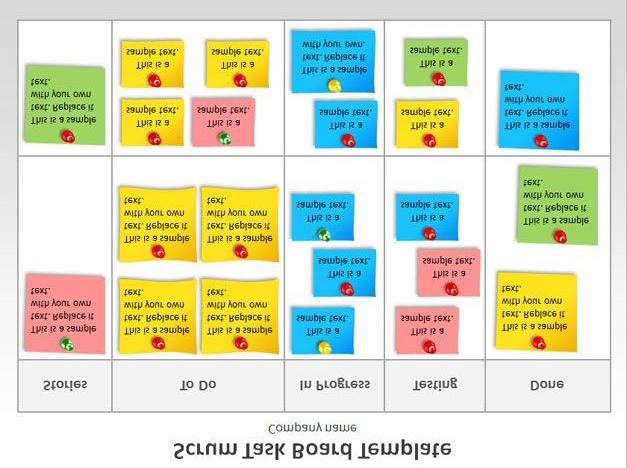 Scrum Task Board Template
Company name
Stories
To Do
In Progress
Testing
Done
This is a sample
text. Replace it
with your own
text.
This is a sample
text. Replace it
with your own
text.
This is a sample
text. Replace it
with your own
text.
This is a sample
text. Replace it
with your own
text.
This is a sample
text. Replace it
with your own
text.
This is a
sample text.
This is a
sample text.
This is a
sample text.
This is a
sample text.
This is a
sample text.
This is a
sample text.
This is a sample
text. Replace it
with your own
text.
This is a sample
text. Replace it
with your own
text.
This is a sample
text. Replace it
with your own
text.
This is a
sample text.
This is a
sample text.
This is a
sample text.
This is a
sample text.
This is a
sample text.
This is a sample
text. Replace it
with your own.
This is a
sample text.
This is a
sample text.
This is a sample
text. Replace it
with your own
text.